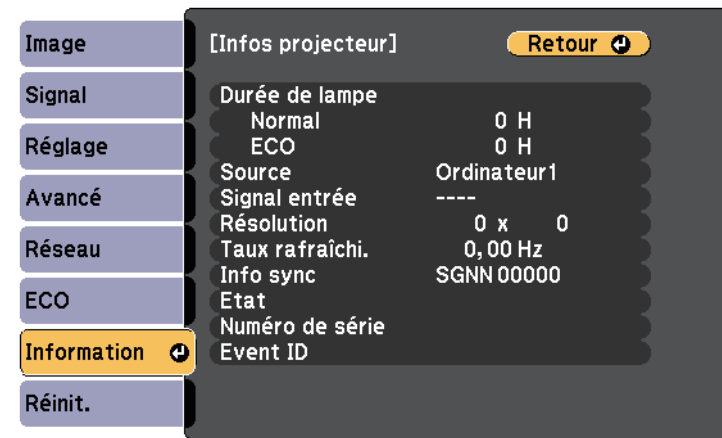 Image
Signal
Réglage
Avancé
Réseau
ECO
Information
Réinit.
[Infos projecteur] Retour
Durée de lampe
Normal 0 H
ECO 0 H
Source Ordinateur1
Signal entrée ----
Résolution 0 x 0
Taux rafraîchi. 0,00 Hz
Info sync SGNN 00000
Etat
Numéro de série
Event ID